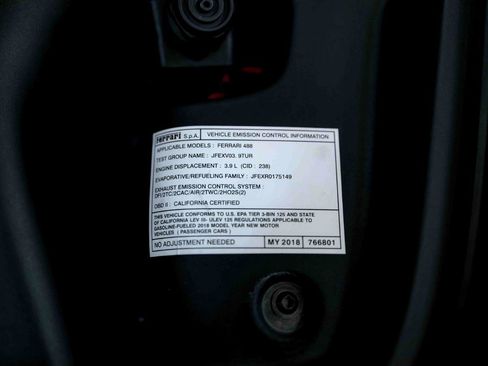 Ferrari S.p.A. VEHICLE EMISSION CONTROL INFORMATION
APPLICABLE MODELS : FERRARI 488
TEST GROUP NAME : JFEXV03. 9TUR
ENGINE DISPLACEMENT : 3.9 L (CID : 238)
EVAPORATIVE/REFUELING FAMILY : JFEXR0175149
EXHAUST EMISSION CONTROL SYSTEM :
DFI/2TC/2CAC/AIR/2TWC/2HO2S(2)
OBD II : CALIFORNIA CERTIFIED
THIS VEHICLE CONFORMS TO U.S. EPA TIER 3-BIN 125 AND STATE
OF CALIFORNIA LEV III- ULEV 125 REGULATIONS APPLICABLE TO
GASOLINE-FUELED 2018 MODEL YEAR NEW MOTOR
VEHICLES ( PASSENGER CARS )
NO ADJUSTMENT NEEDED MY 2018 766801